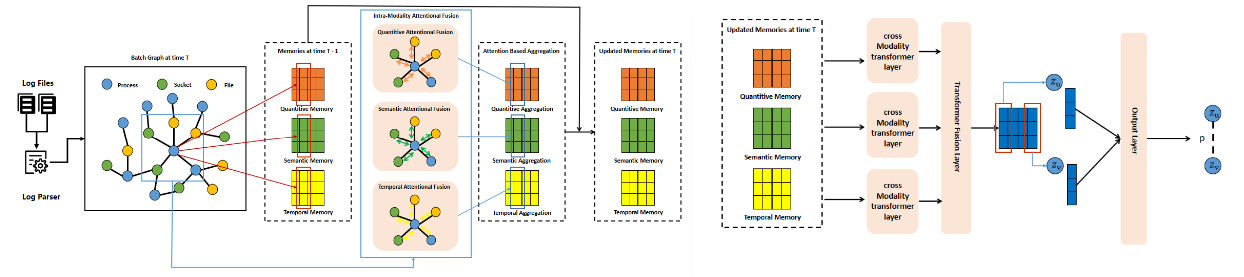 Log Files
Log Parser
Batch Graph at time T
Process
Socket
File
Memories at time T - 1
Quantitive Memory
Semantic Memory
Temporal Memory
Intra-Modality Attentional Fusion
Quantitive Attentional Fusion
Semantic Attentional Fusion
Temporal Attentional Fusion
Attention Based Aggregation
Quantitive Aggregation
Semantic Aggregation
Temporal Aggregation
Updated Memories at time T
Quantitive Memory
Semantic Memory
Temporal Memory
Updated Memories at time T
Quantitive Memory
Semantic Memory
Temporal Memory
cross
Modality
transformer
layer
cross
Modality
transformer
layer
cross
Modality
transformer
layer
Transformer Fusion Layer
Zu
Zv
Output Layer
Zu
p
Zv